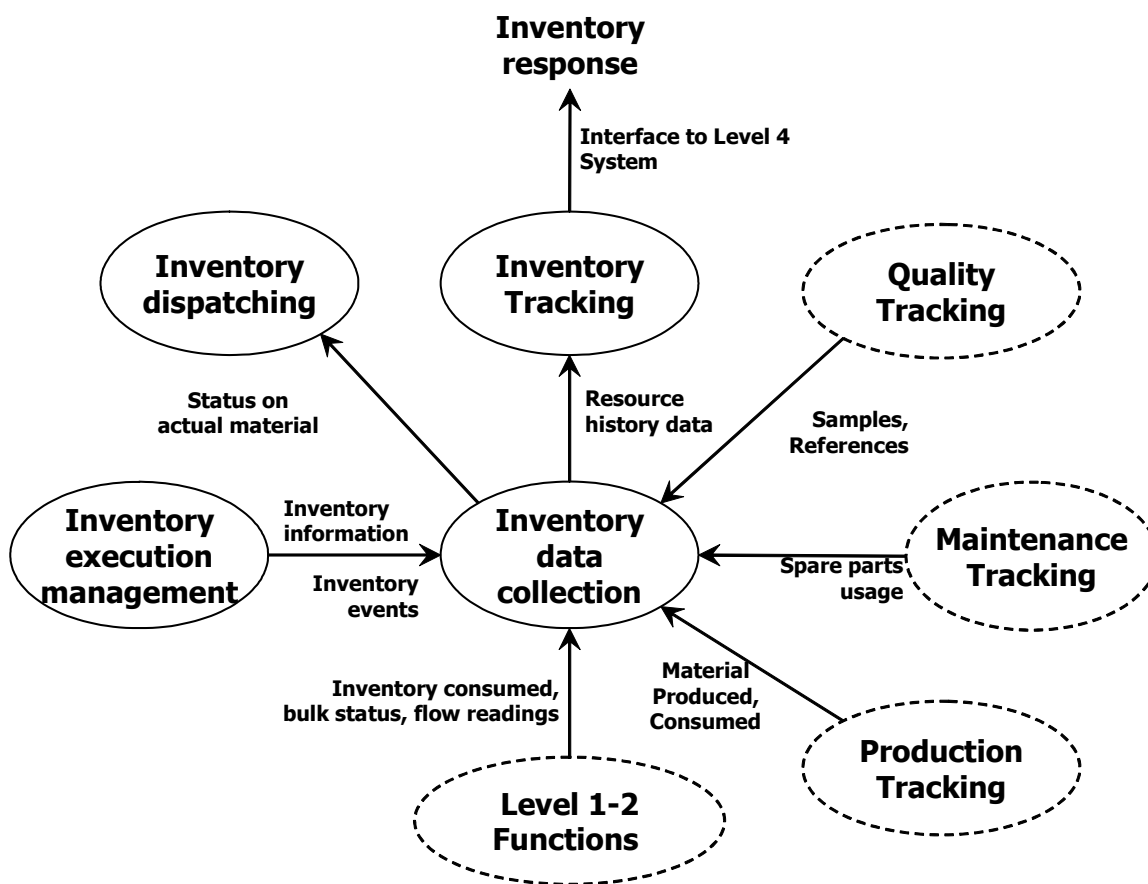 Inventory
response
Interface to Level 4
System
Inventory
dispatching
Inventory
Tracking
Quality
Tracking
Status on
actual material
Resource
history data
Samples,
References
Inventory
execution
management
Inventory
information
Inventory
events
Inventory
data
collection
Maintenance
Tracking
Spare parts
usage
Inventory consumed,
bulk status, flow readings
Material
Produced,
Consumed
Production
Tracking
Level 1-2
Functions